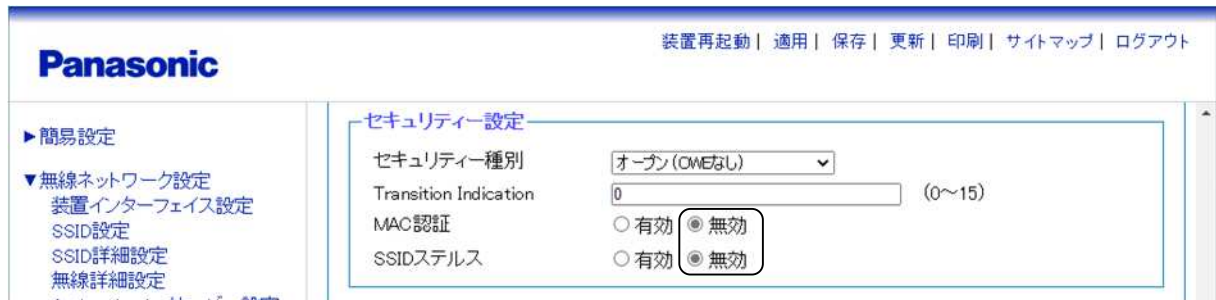 装置再起動 | 適用 | 保存 | 更新 | 印刷 | サイトマップ | ログアウト
Panasonic
▶簡易設定
▼無線ネットワーク設定
装置インターフェイス設定
SSID設定
SSID詳細設定
無線詳細設定
セキュリティー設定
セキュリティー種別 オープン(OWEなし)
Transition Indication 0 (0～15)
MAC認証 有効 無効
SSIDステルス 有効 無効